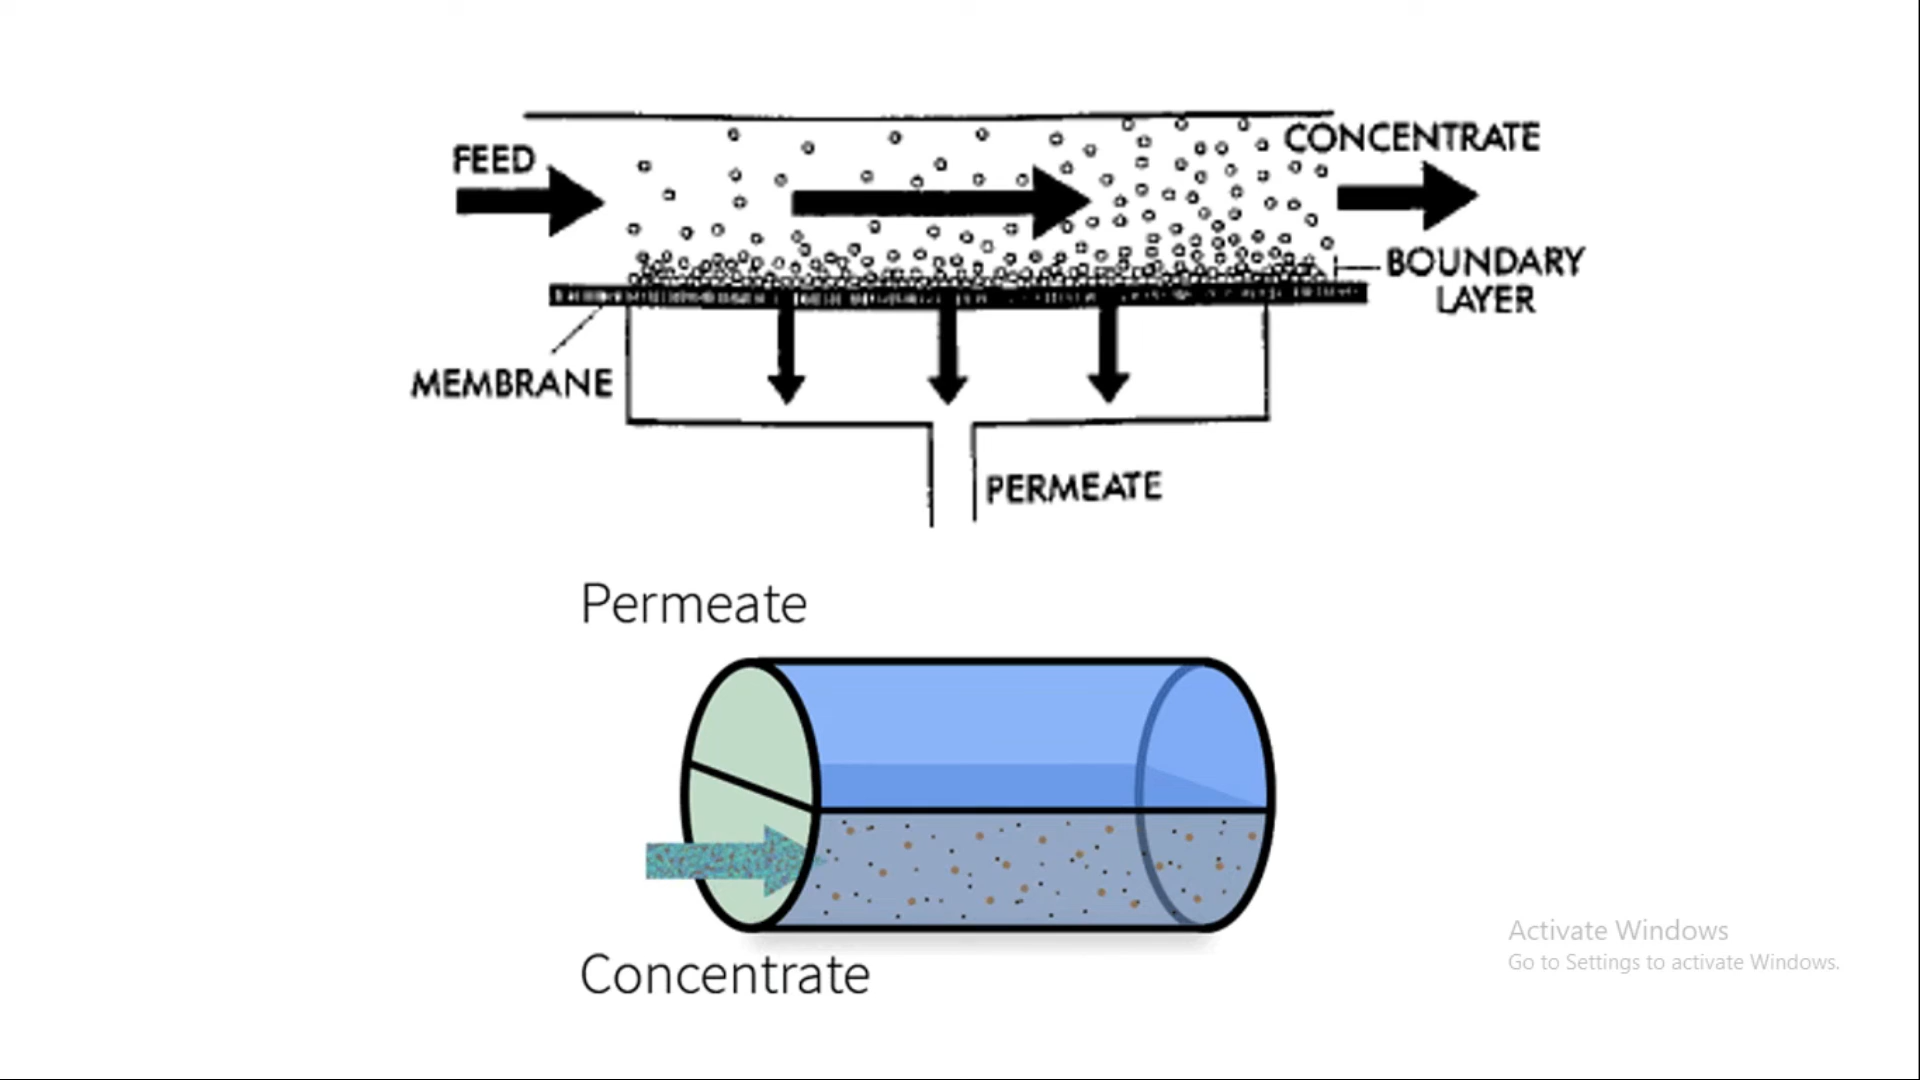 FEED
CONCENTRATE
BOUNDARY
LAYER
MEMBRANE
PERMEATE
Permeate
Concentrate
Activate Windows
Go to Settings to activate Windows.